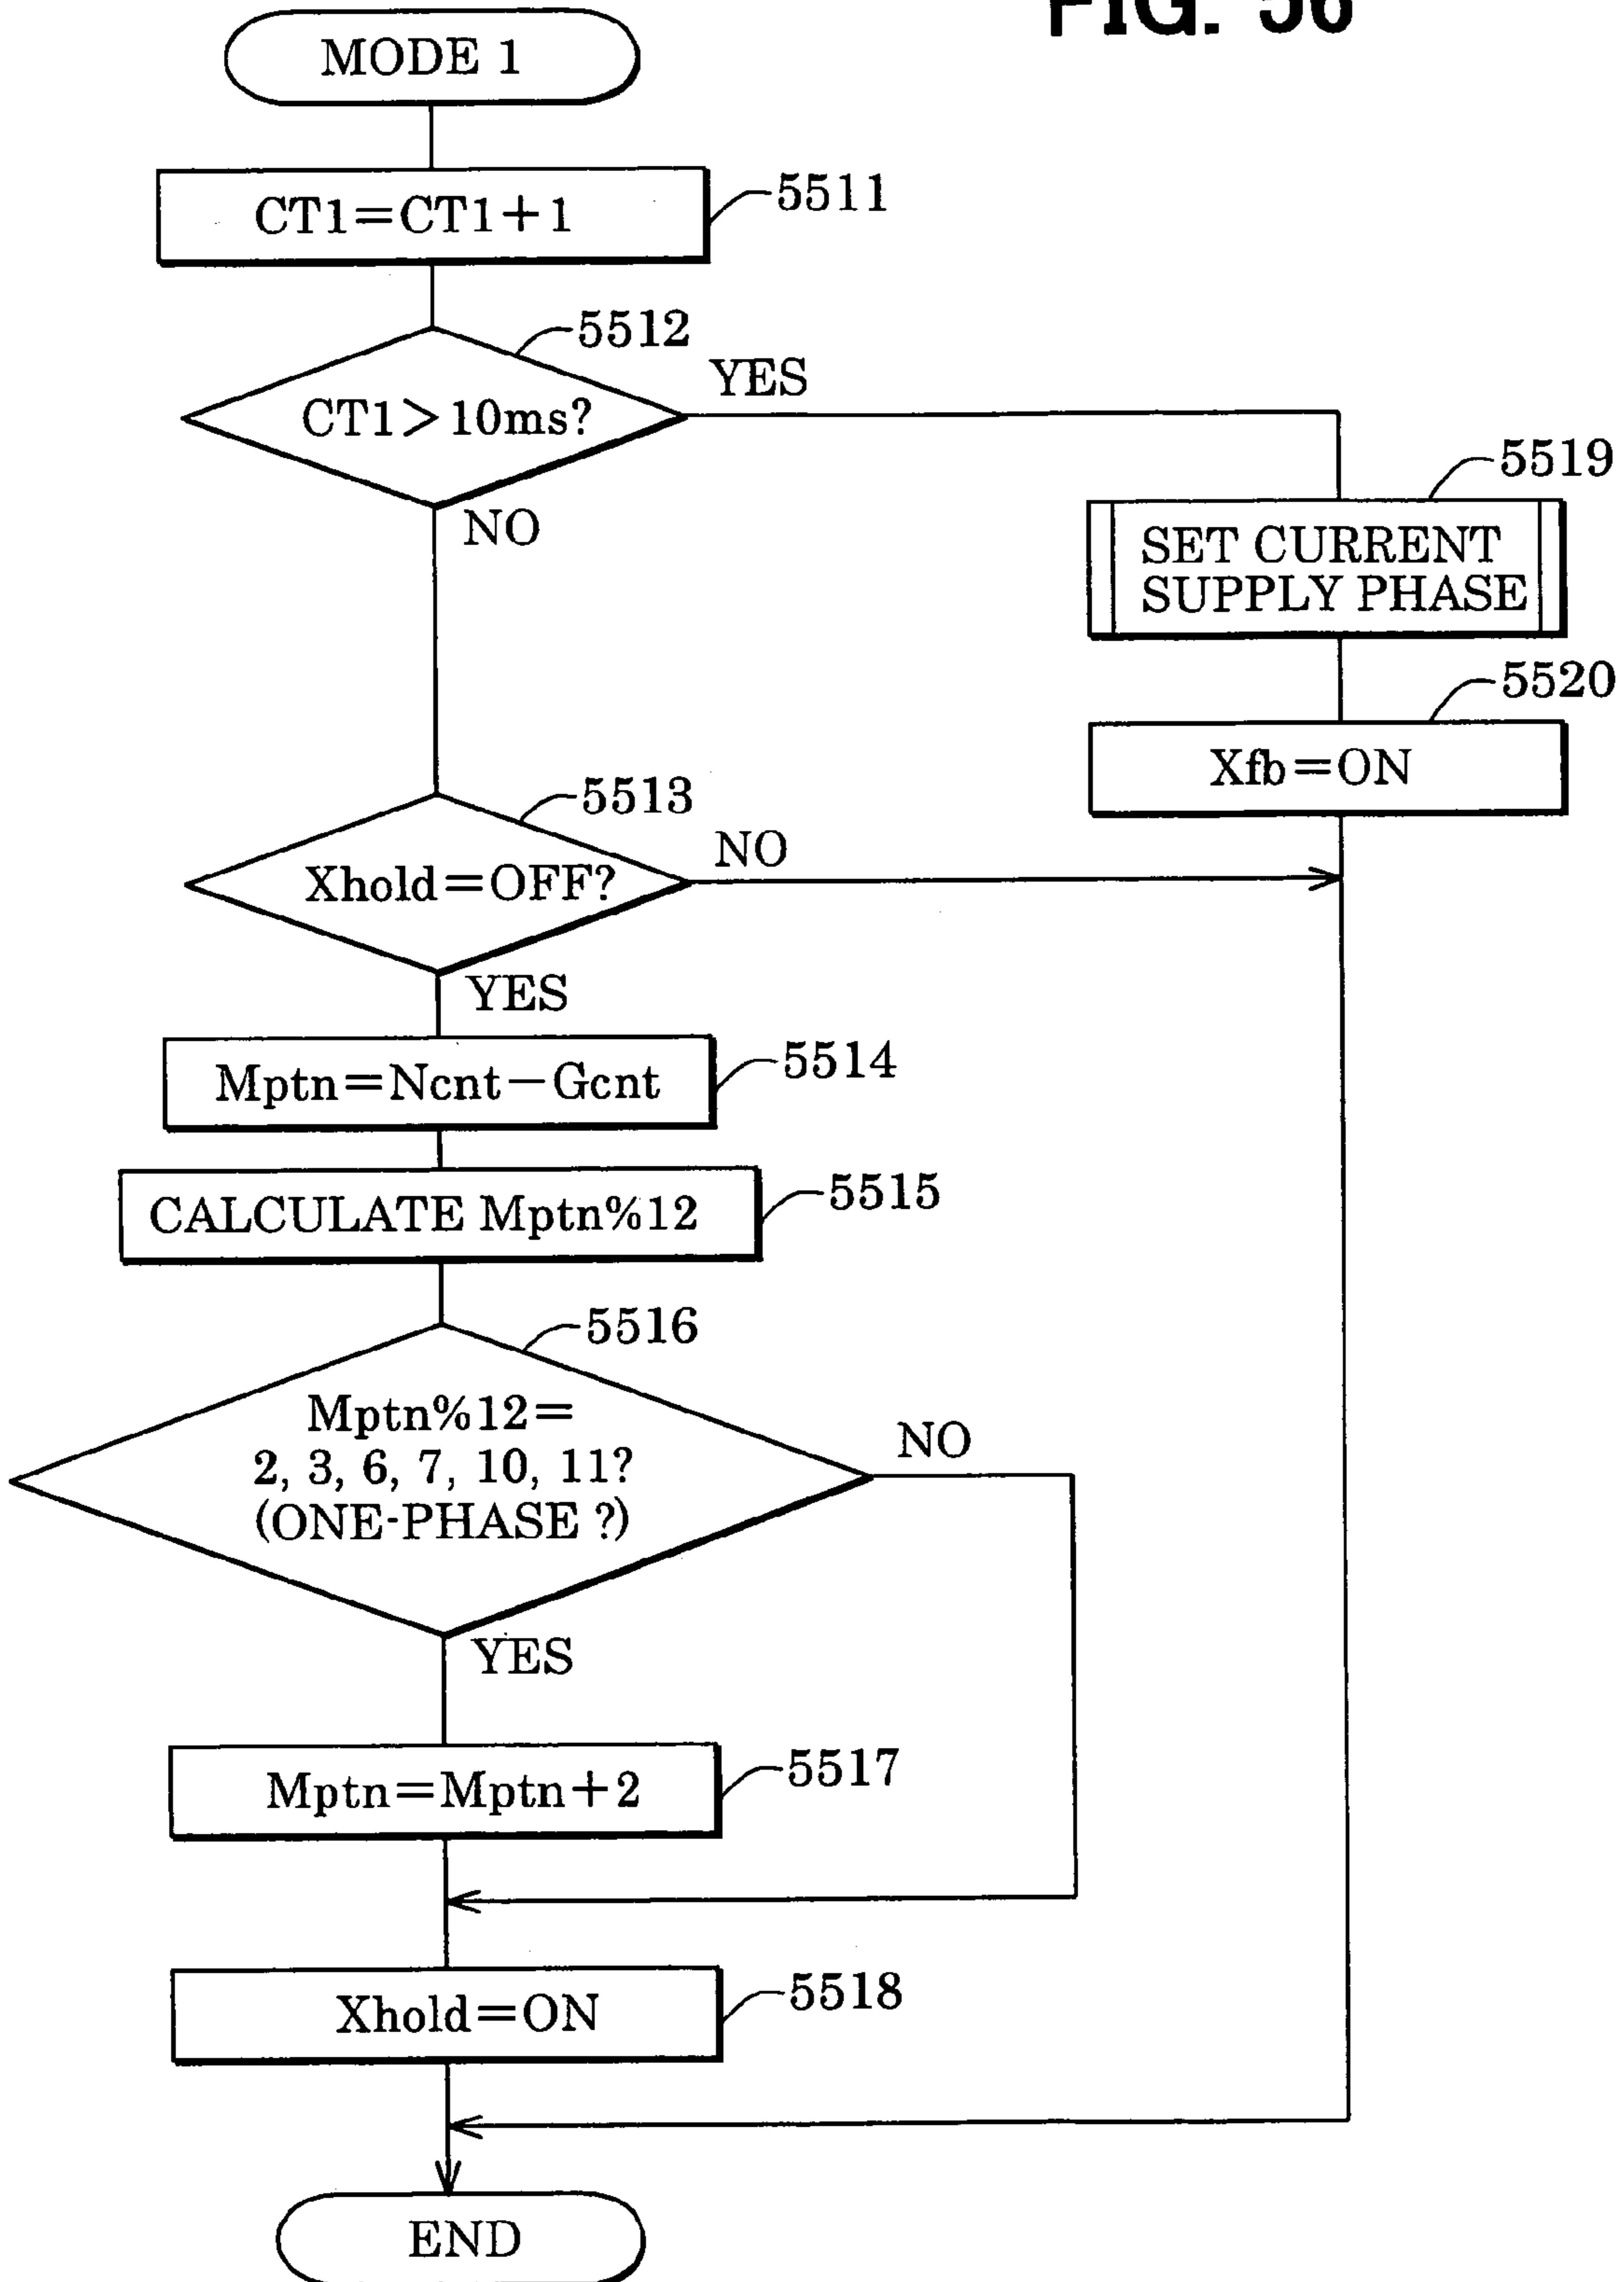 FIG. 56
MODE 1
CT1=CT1+1
5511
5512
CT1>10ms?
YES
NO
5519
SET CURRENT
SUPPLY PHASE
5520
Xfb=ON
5513
Xhold=OFF?
NO
YES
Mptn=Ncnt−Gcnt
5514
CALCULATE Mptn%12
5515
5516
Mptn%12=
2, 3, 6, 7, 10, 11?
(ONE-PHASE ?)
NO
YES
Mptn=Mptn+2
5517
Xhold=ON
5518
END